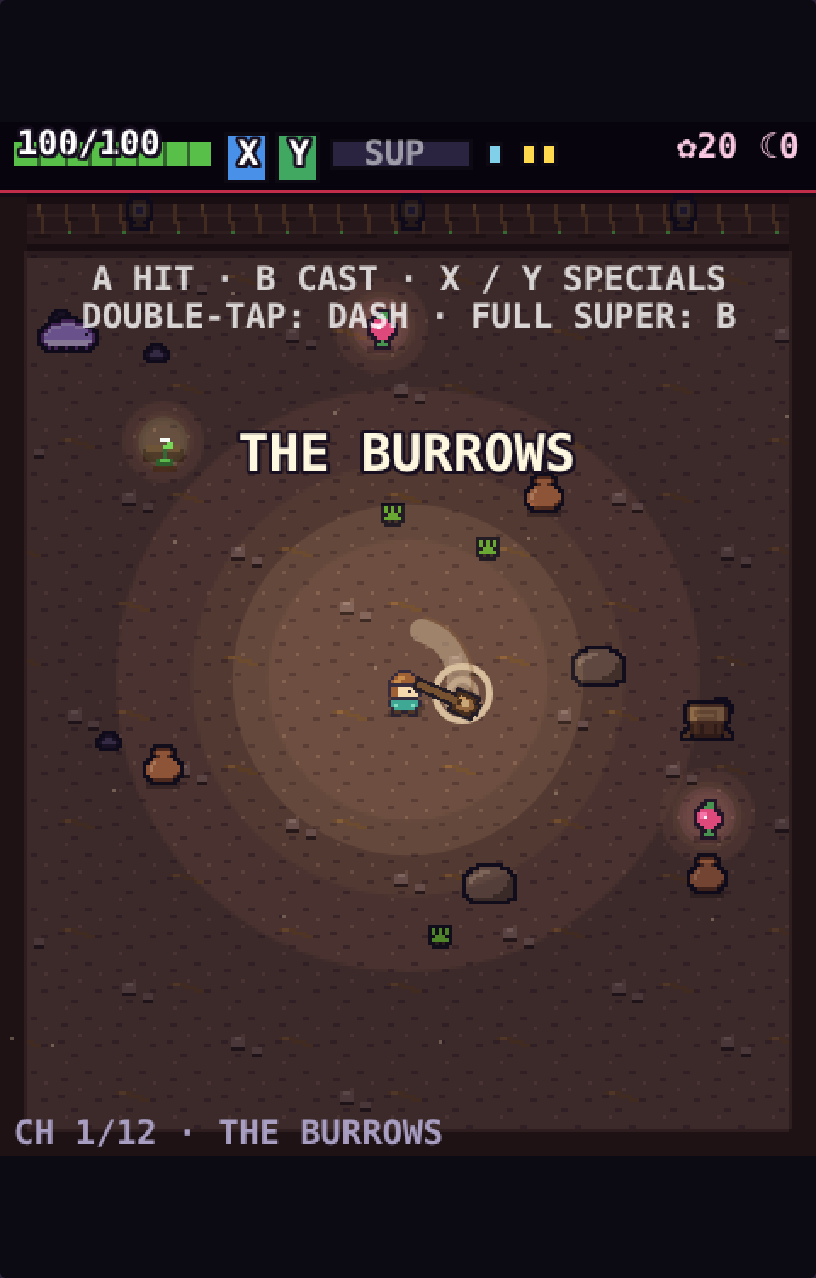 100/100 X Y SUP ✿20 ☾0
A HIT · B CAST · X / Y SPECIALS
DOUBLE-TAP: DASH · FULL SUPER: B
THE BURROWS
CH 1/12 · THE BURROWS